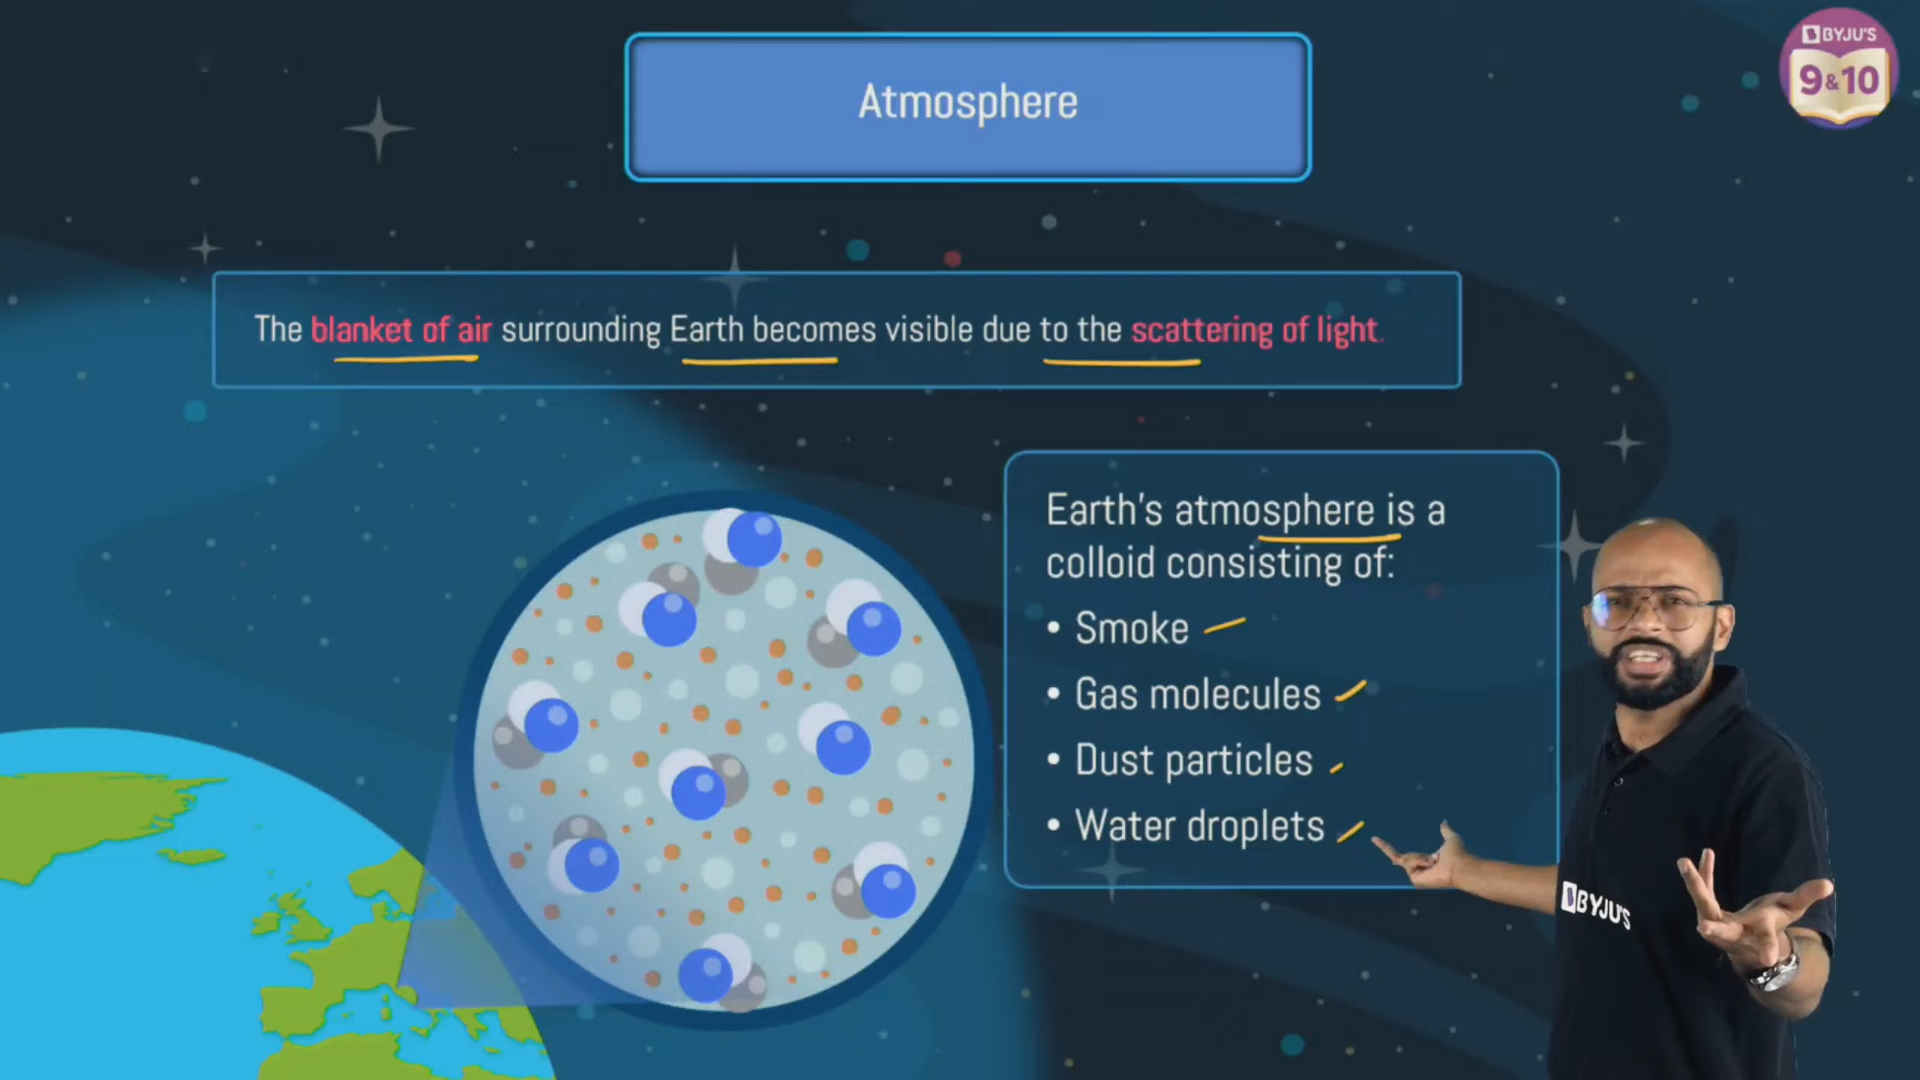 BYJU'S
9&10
Atmosphere
The blanket of air surrounding Earth becomes visible due to the scattering of light.
Earth's atmosphere is a
colloid consisting of:
• Smoke
• Gas molecules
• Dust particles
• Water droplets
BYJU'S